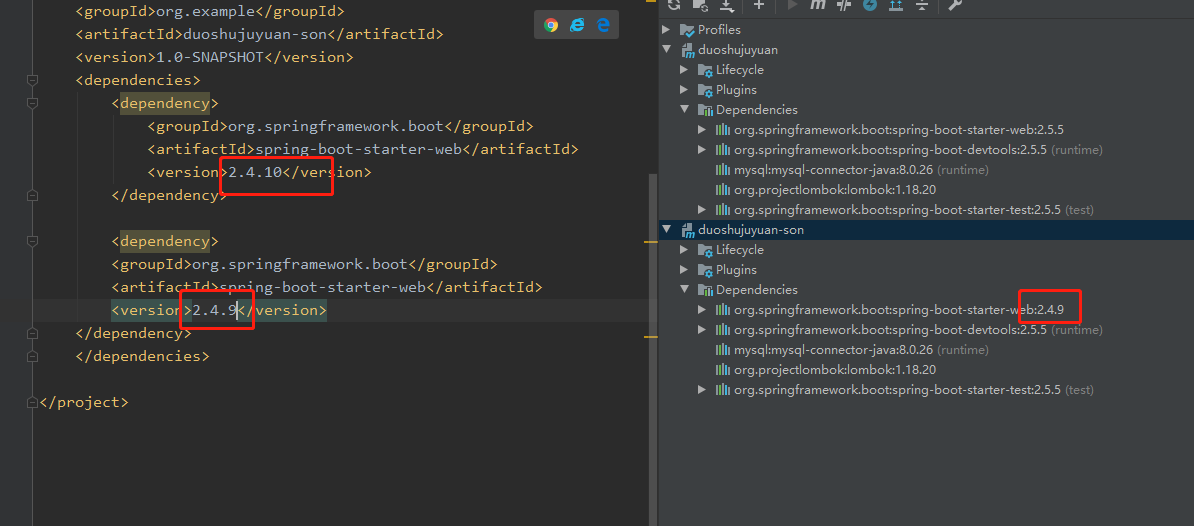 <groupId>org.example</groupId>
<artifactId>duoshujuyuan-son</artifactId>
<version>1.0-SNAPSHOT</version>
<dependencies>
<dependency>
<groupId>org.springframework.boot</groupId>
<artifactId>spring-boot-starter-web</artifactId>
<version>2.4.10</version>
</dependency>
<dependency>
<groupId>org.springframework.boot</groupId>
<artifactId>spring-boot-starter-web</artifactId>
<version>2.4.9</version>
</dependency>
</dependencies>
</project>
Profiles
duoshujuyuan
Lifecycle
Plugins
Dependencies
org.springframework.boot:spring-boot-starter-web:2.5.5
org.springframework.boot:spring-boot-devtools:2.5.5 (runtime)
mysql:mysql-connector-java:8.0.26 (runtime)
org.projectlombok:lombok:1.18.20
org.springframework.boot:spring-boot-starter-test:2.5.5 (test)
duoshujuyuan-son
Lifecycle
Plugins
Dependencies
org.springframework.boot:spring-boot-starter-web:2.4.9
org.springframework.boot:spring-boot-devtools:2.5.5 (runtime)
mysql:mysql-connector-java:8.0.26 (runtime)
org.projectlombok:lombok:1.18.20
org.springframework.boot:spring-boot-starter-test:2.5.5 (test)